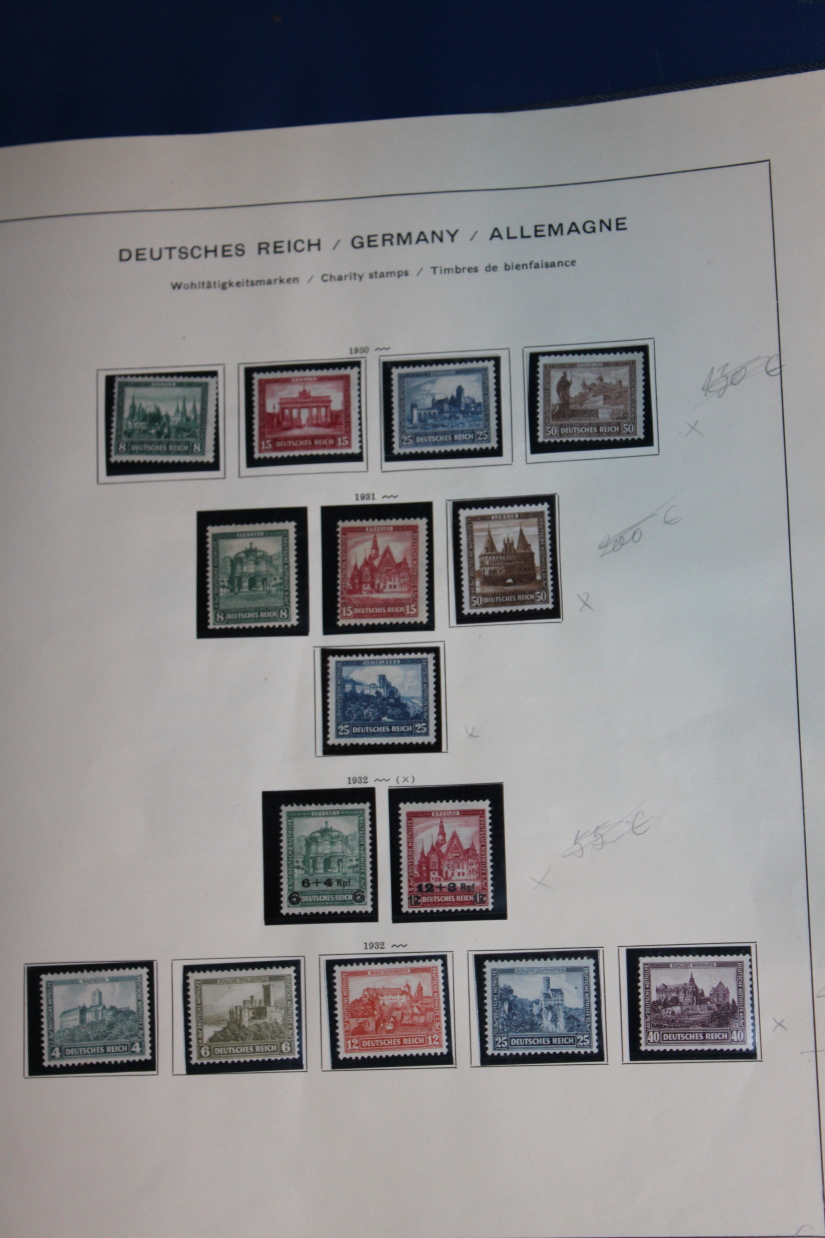 DEUTSCHES REICH / GERMANY / ALLEMAGNE
Wohltätigkeitsmarken / Charity stamps / Timbres de bienfaisance
1930 ~~
8 DEUTSCHES REICH 8
15 DEUTSCHES REICH 15
25 DEUTSCHES REICH 25
50 DEUTSCHES REICH 50
x
1931 ~~
8 DEUTSCHES REICH 8
15 DEUTSCHES REICH 15
50 DEUTSCHES REICH 50
200 €
x
25 DEUTSCHES REICH 25
x
1932 ~~ (×)
6+4 Rpf
DEUTSCHES REICH
12+3 Rpf
DEUTSCHES REICH
55 €
x
1932 ~~
4 DEUTSCHES REICH 4
6 DEUTSCHES REICH 6
12 DEUTSCHES REICH 12
25 DEUTSCHES REICH 25
40 DEUTSCHES REICH 40
x